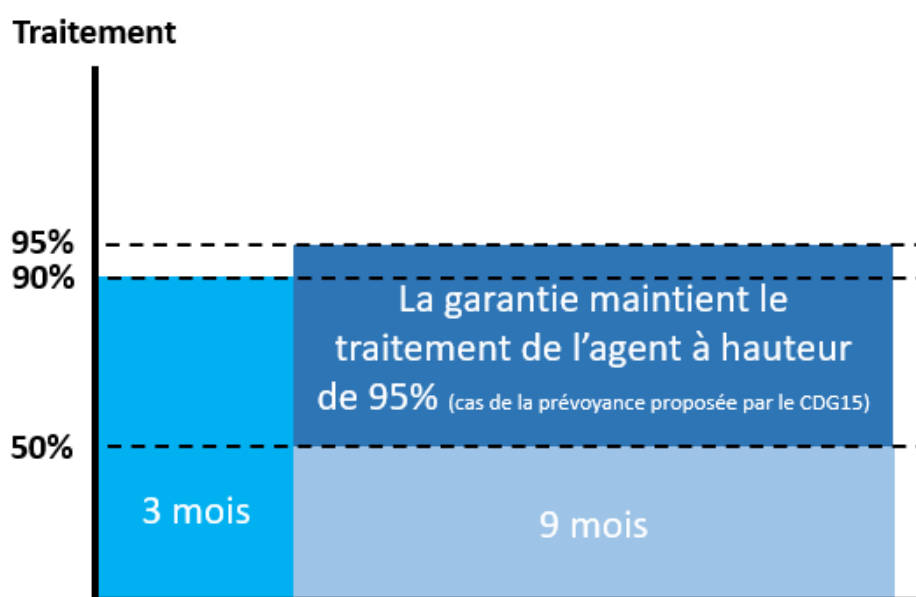 Traitement
95%
90%
La garantie maintient le
traitement de l'agent à hauteur
de 95% (cas de la prévoyance proposée par le CDG15)
50%
3 mois
9 mois